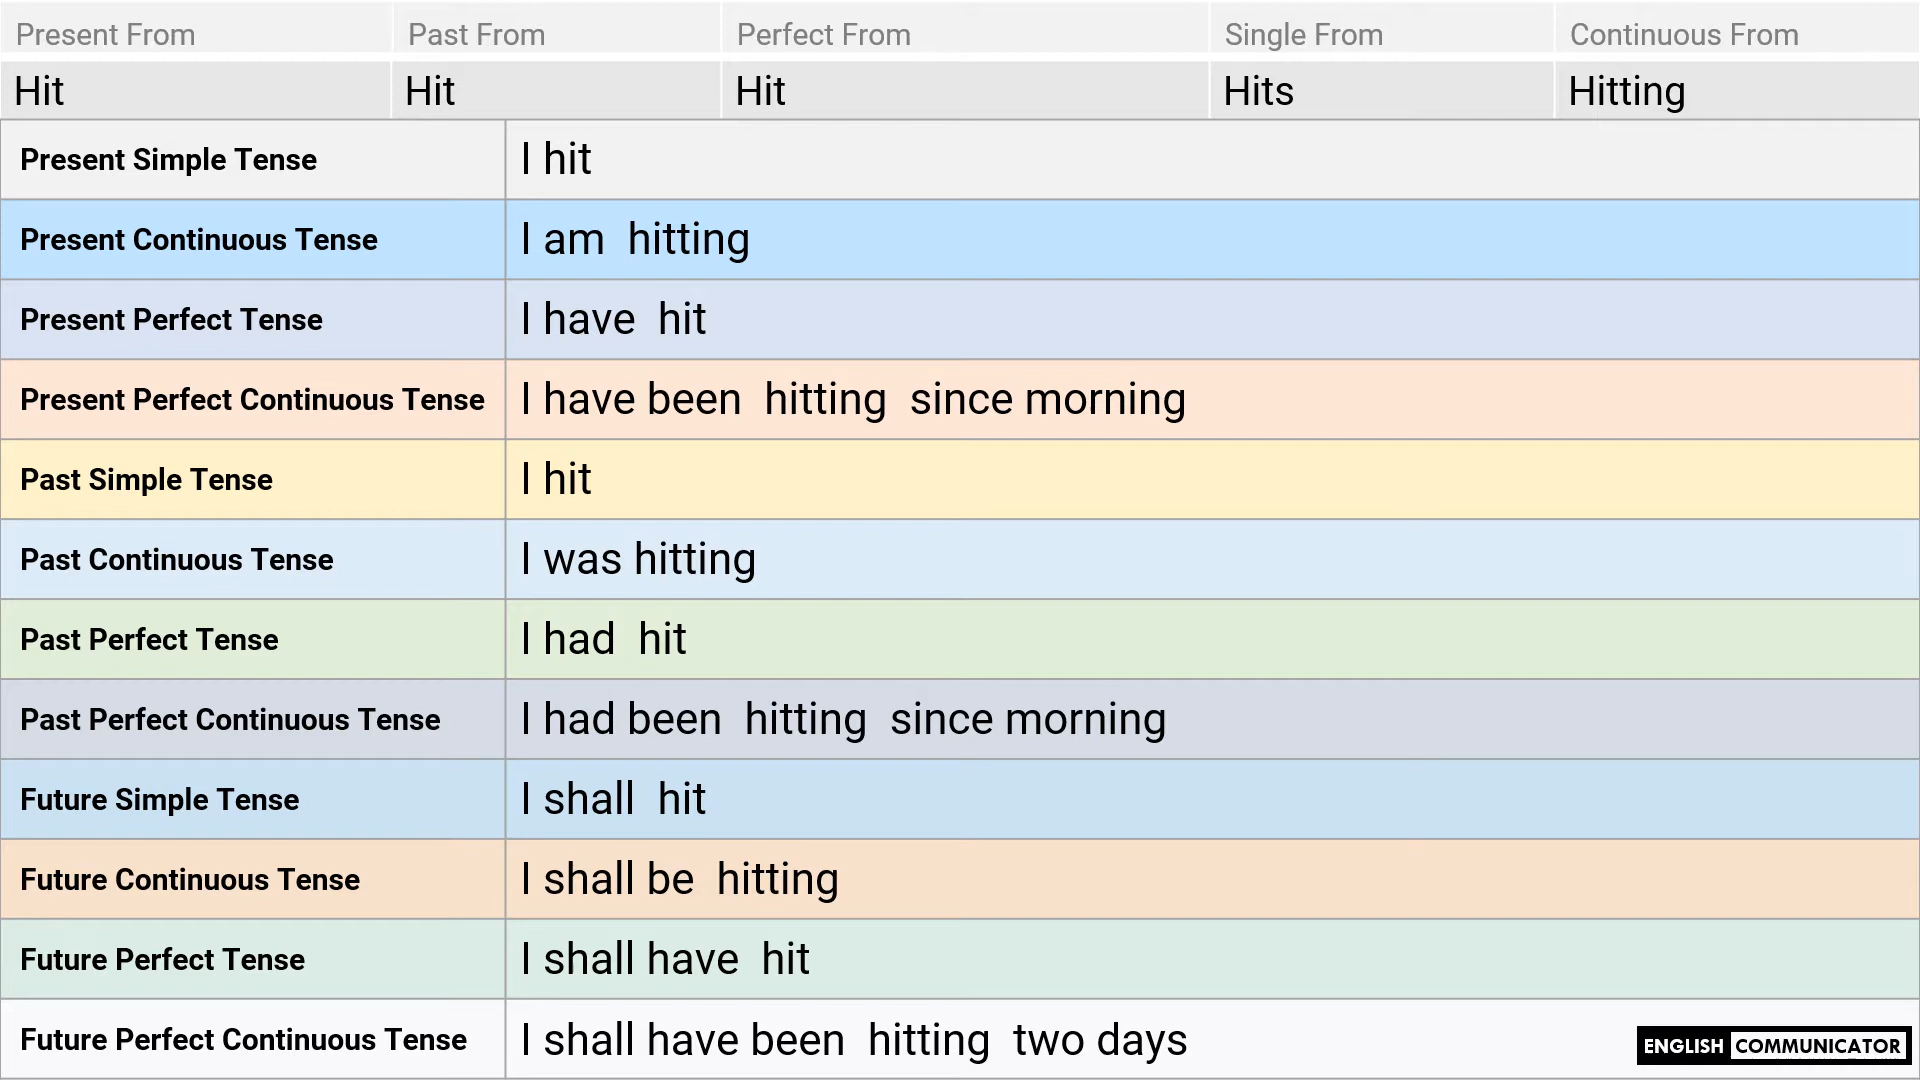 Present From Past From Perfect From Single From Continuous From
Hit Hit Hit Hits Hitting
Present Simple Tense I hit
Present Continuous Tense I am hitting
Present Perfect Tense I have hit
Present Perfect Continuous Tense I have been hitting since morning
Past Simple Tense I hit
Past Continuous Tense I was hitting
Past Perfect Tense I had hit
Past Perfect Continuous Tense I had been hitting since morning
Future Simple Tense I shall hit
Future Continuous Tense I shall be hitting
Future Perfect Tense I shall have hit
Future Perfect Continuous Tense I shall have been hitting two days
ENGLISH COMMUNICATOR